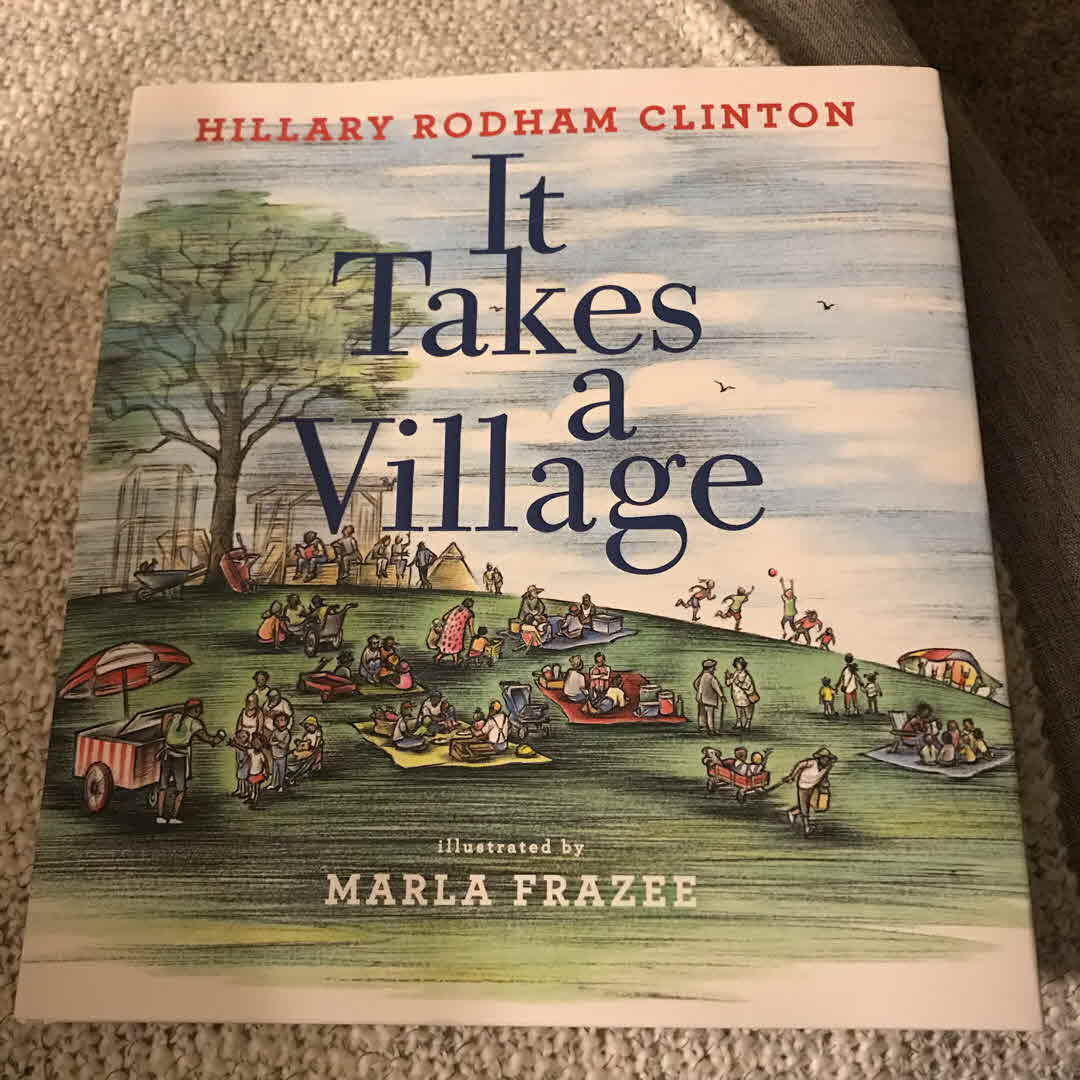 HILLARY RODHAM CLINTON
It
Takes
a
Village
illustrated by
MARLA FRAZEE